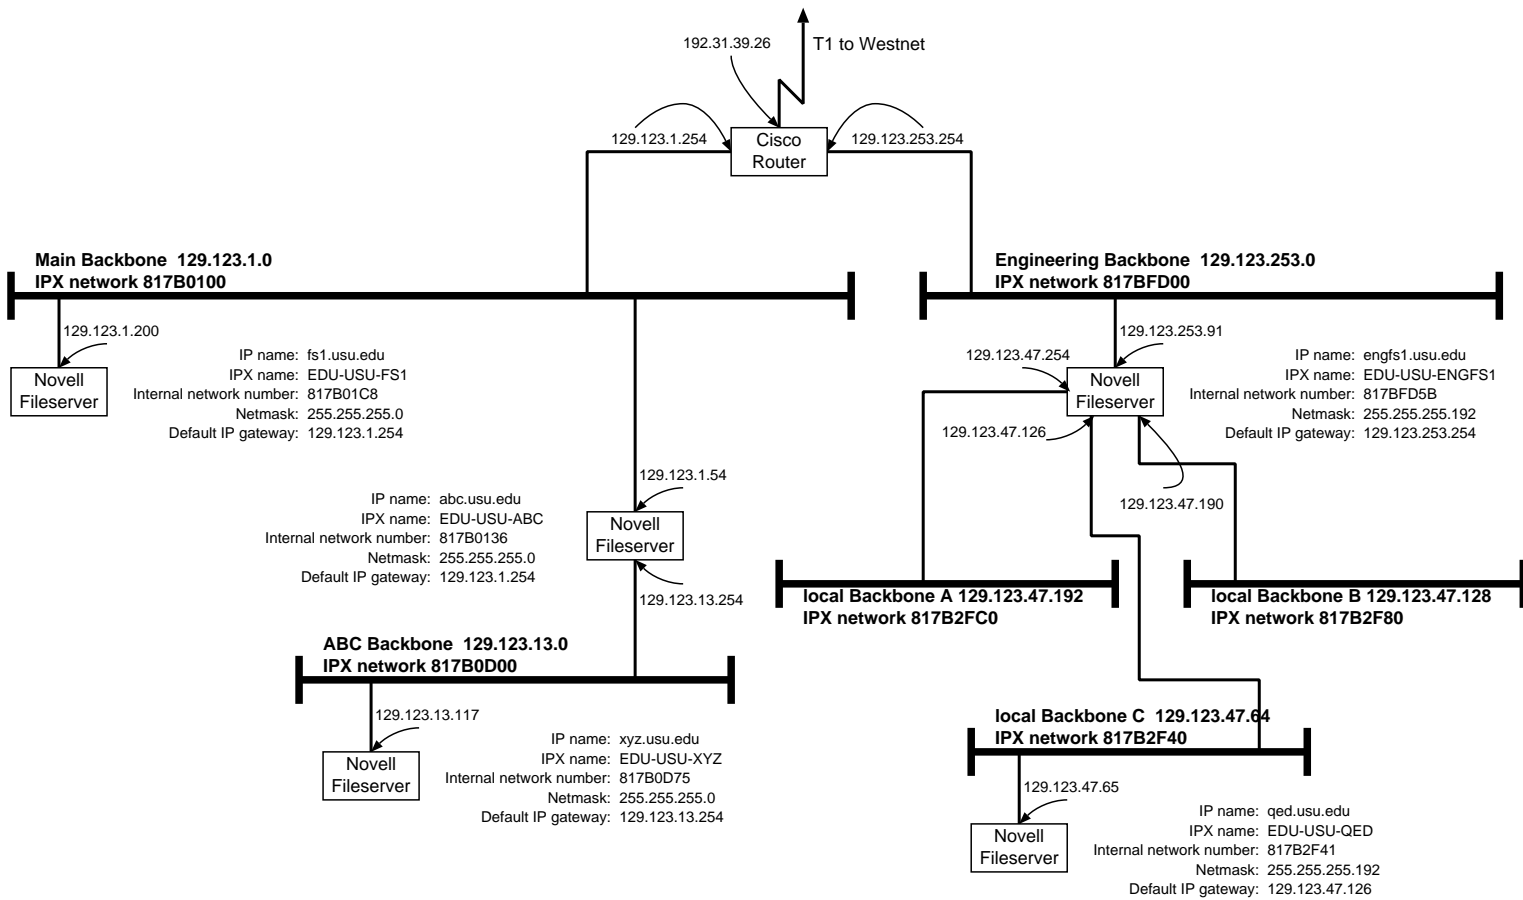 192.31.39.26
T1 to Westnet
129.123.1.254
Cisco
Router
129.123.253.254
Main Backbone 129.123.1.0
IPX network 817B0100
Engineering Backbone 129.123.253.0
IPX network 817BFD00
129.123.1.200
Novell
Fileserver
IP name: fs1.usu.edu
IPX name: EDU-USU-FS1
Internal network number: 817B01C8
Netmask: 255.255.255.0
Default IP gateway: 129.123.1.254
129.123.253.91
129.123.47.254
Novell
Fileserver
129.123.47.126
129.123.47.190
IP name: engfs1.usu.edu
IPX name: EDU-USU-ENGFS1
Internal network number: 817BFD5B
Netmask: 255.255.255.192
Default IP gateway: 129.123.253.254
129.123.1.54
IP name: abc.usu.edu
IPX name: EDU-USU-ABC
Internal network number: 817B0136
Netmask: 255.255.255.0
Default IP gateway: 129.123.1.254
Novell
Fileserver
129.123.13.254
local Backbone A 129.123.47.192
IPX network 817B2FC0
local Backbone B 129.123.47.128
IPX network 817B2F80
ABC Backbone 129.123.13.0
IPX network 817B0D00
129.123.13.117
Novell
Fileserver
IP name: xyz.usu.edu
IPX name: EDU-USU-XYZ
Internal network number: 817B0D75
Netmask: 255.255.255.0
Default IP gateway: 129.123.13.254
local Backbone C 129.123.47.64
IPX network 817B2F40
129.123.47.65
Novell
Fileserver
IP name: qed.usu.edu
IPX name: EDU-USU-QED
Internal network number: 817B2F41
Netmask: 255.255.255.192
Default IP gateway: 129.123.47.126